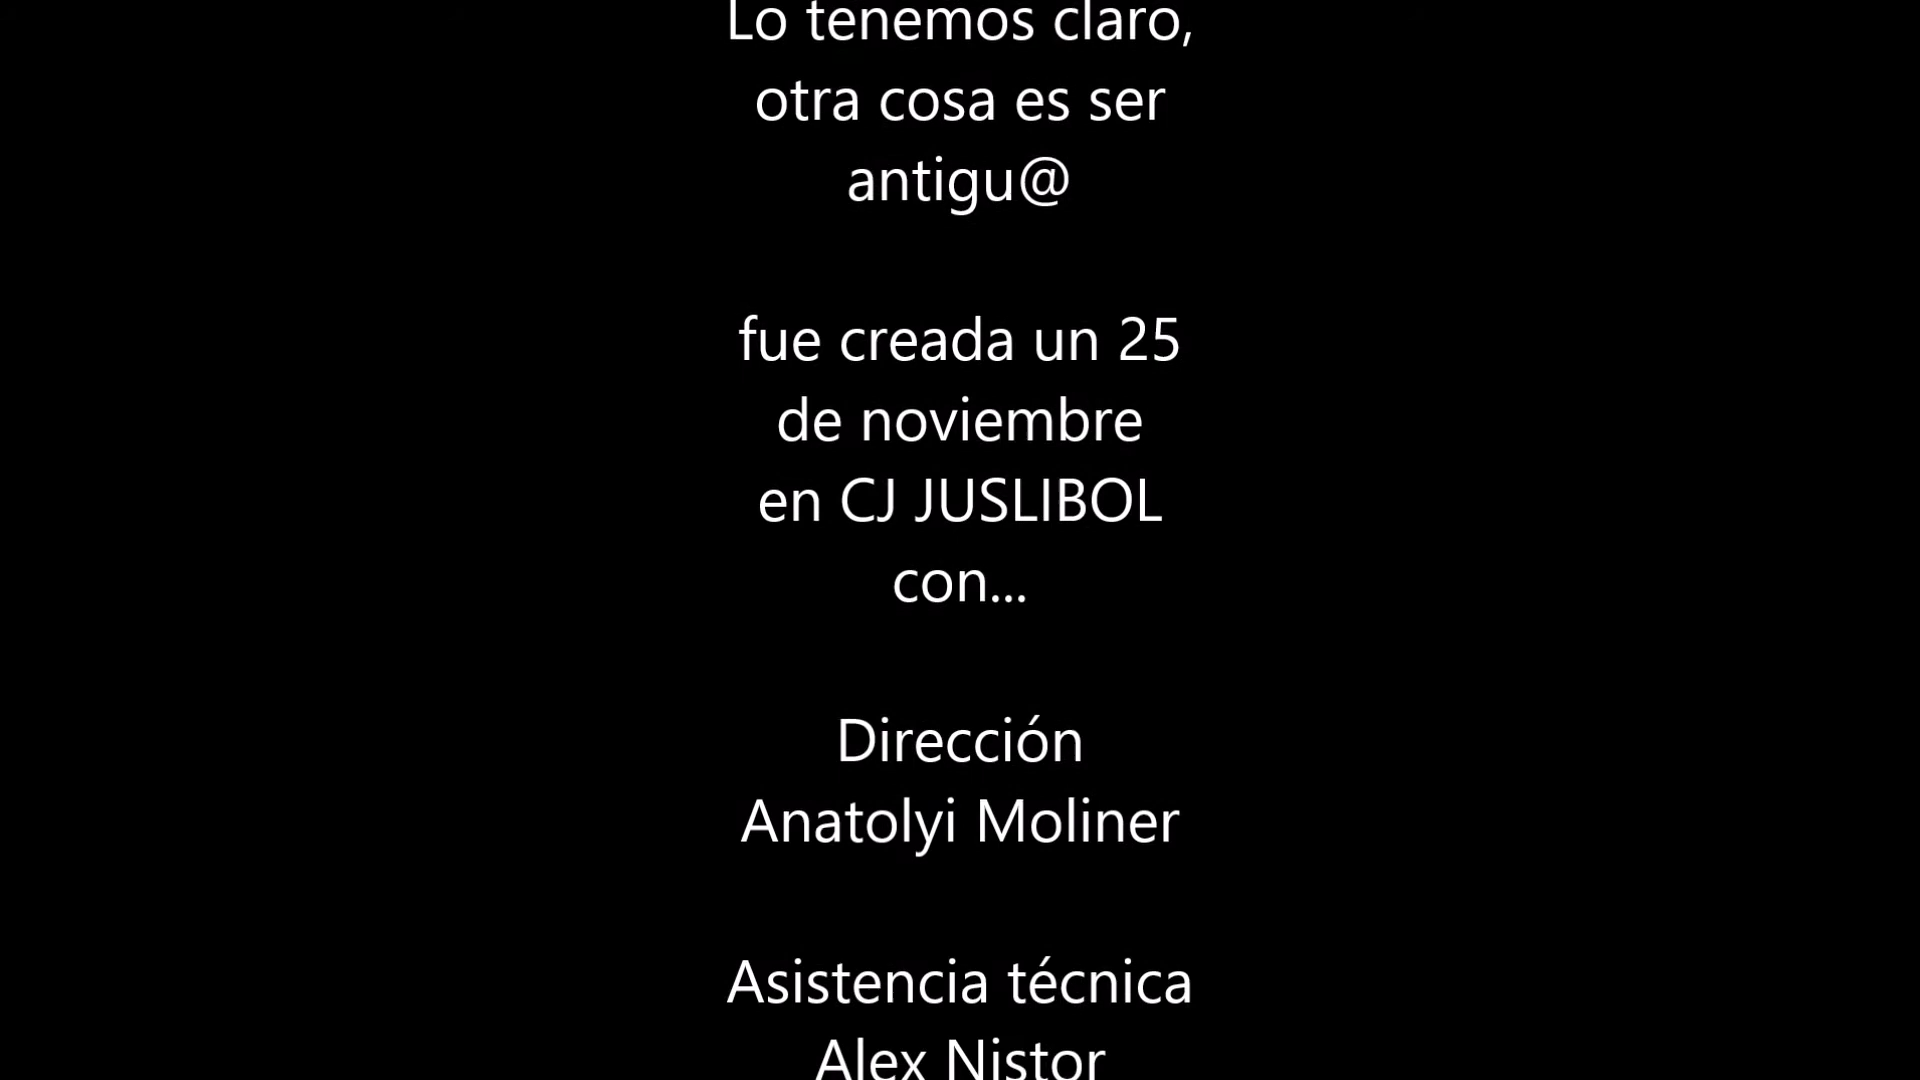 Lo tenemos claro,
otra cosa es ser
antigu@
fue creada un 25
de noviembre
en CJ JUSLIBOL
con...
Dirección
Anatolyi Moliner
Asistencia técnica
Alex Nistor